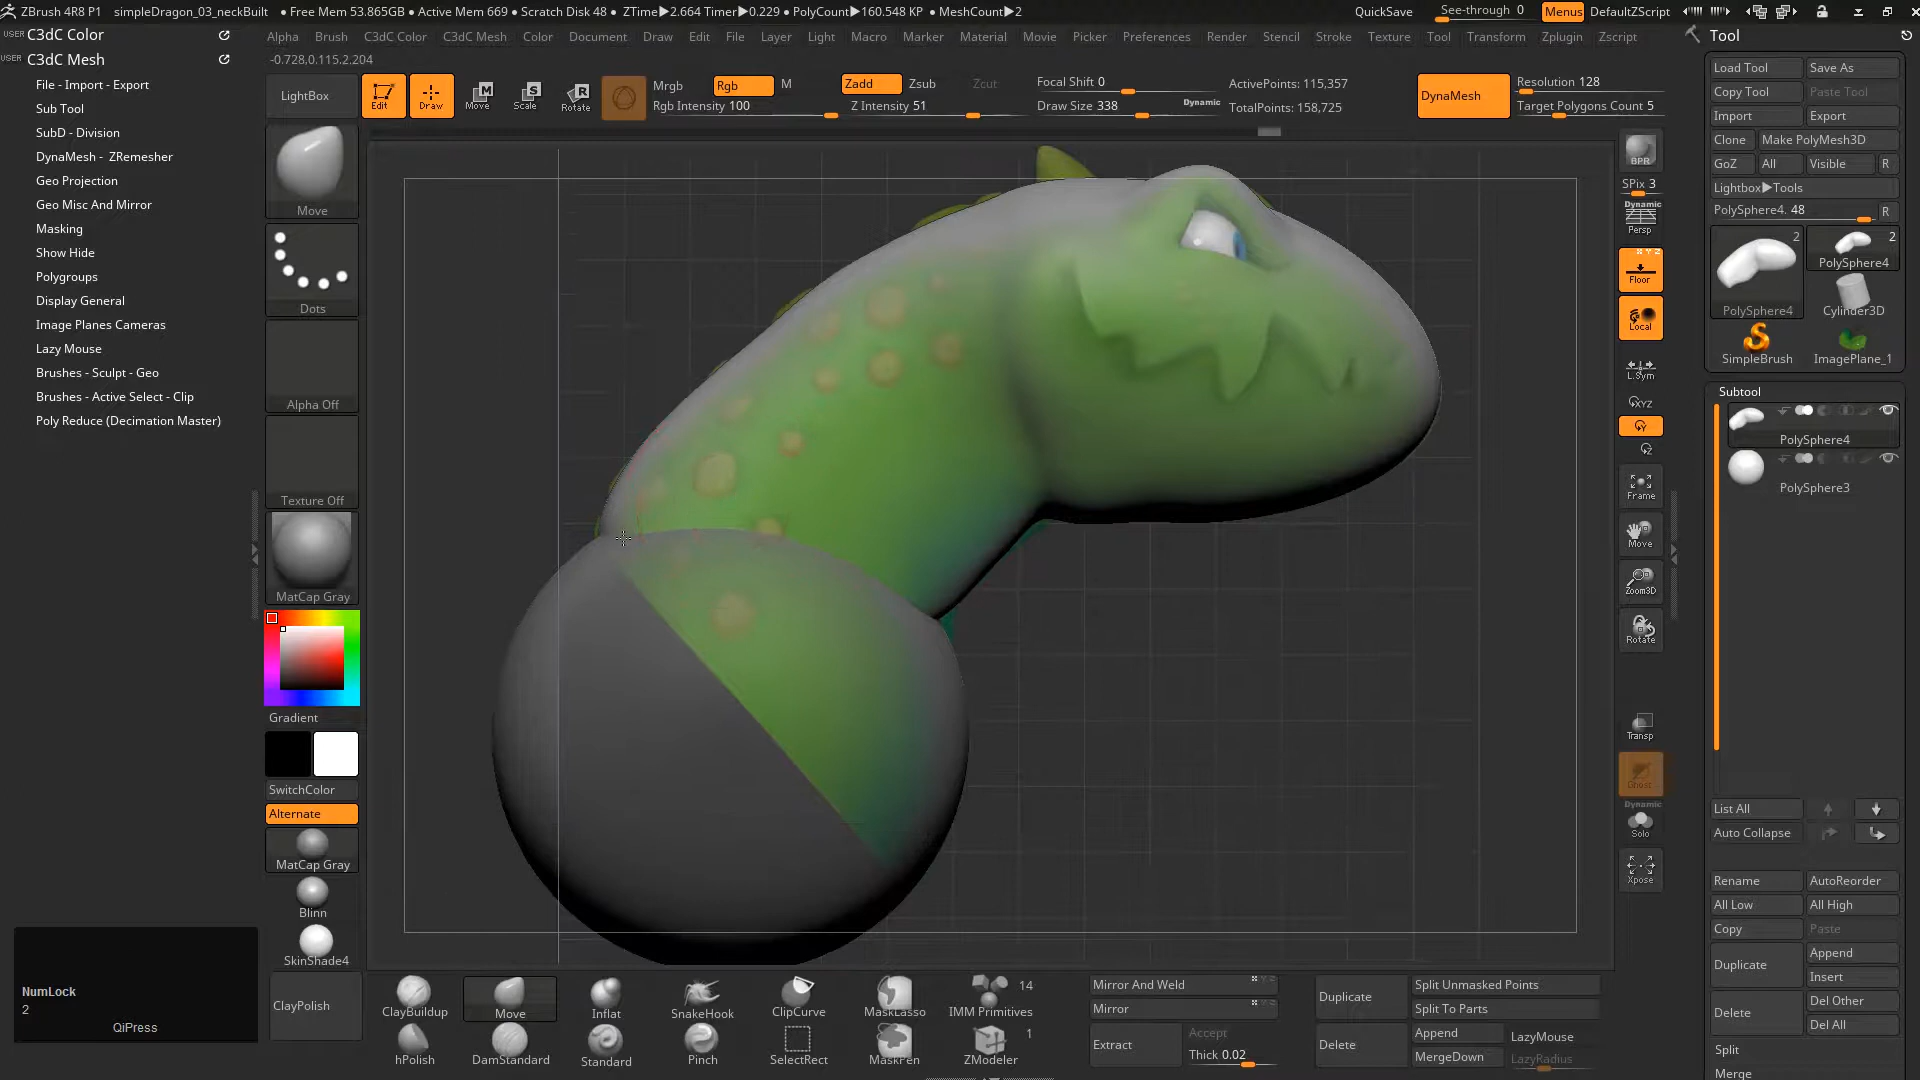 ZBrush 4R8 P1 simpleDragon_03_neckBuilt • Free Mem 53.865GB • Active Mem 669 • Scratch Disk 48 • ZTime▶2.664 Timer▶0.229 • PolyCount▶160.548 KP • MeshCount▶2 QuickSave See-through 0 Menus DefaultZScript
USER C3dC Color
USER C3dC Mesh
File - Import - Export
Sub Tool
SubD - Division
DynaMesh - ZRemesher
Geo Projection
Geo Misc And Mirror
Masking
Show Hide
Polygroups
Display General
Image Planes Cameras
Lazy Mouse
Brushes - Sculpt - Geo
Brushes - Active Select - Clip
Poly Reduce (Decimation Master)
NumLock
2
QiPress
Alpha Brush C3dC Color C3dC Mesh Color Document Draw Edit File Layer Light Macro Marker Material Movie Picker Preferences Render Stencil Stroke Texture Tool Transform Zplugin Zscript
-0.728,0.115,2.204
LightBox Edit Draw Move Scale Rotate
Mrgb Rgb M Zadd Zsub Zcut
Rgb Intensity 100 Z Intensity 51
Focal Shift 0
Draw Size 338 Dynamic
ActivePoints: 115,357
TotalPoints: 158,725
DynaMesh Resolution 128
Target Polygons Count 5
Move
Dots
Alpha Off
Texture Off
MatCap Gray
Gradient
SwitchColor
Alternate
MatCap Gray
Blinn
SkinShade4
ClayPolish
BPR
SPix 3
Dynamic
Persp
X Y Z
Floor
Local
L.Sym
XYZ
Y
Z
Frame
Move
Zoom3D
Rotate
Transp
Ghost
Dynamic
Solo
Xpose
ClayBuildup Move Inflat SnakeHook ClipCurve MaskLasso IMM Primitives 14
hPolish DamStandard Standard Pinch SelectRect MaskPen ZModeler 1
Mirror And Weld
Mirror
Extract Accept
Thick 0.02
Duplicate Split Unmasked Points
Split To Parts
Delete Append
MergeDown
LazyMouse
LazyRadius
Tool
Load Tool Save As
Copy Tool Paste Tool
Import Export
Clone Make PolyMesh3D
GoZ All Visible R
Lightbox▶Tools
PolySphere4. 48 R
2 2
PolySphere4
PolySphere4 Cylinder3D
SimpleBrush ImagePlane_1
Subtool
PolySphere4
PolySphere3
List All
Auto Collapse
Rename AutoReorder
All Low All High
Copy Paste
Duplicate Append
Insert
Delete Del Other
Del All
Split
Merge